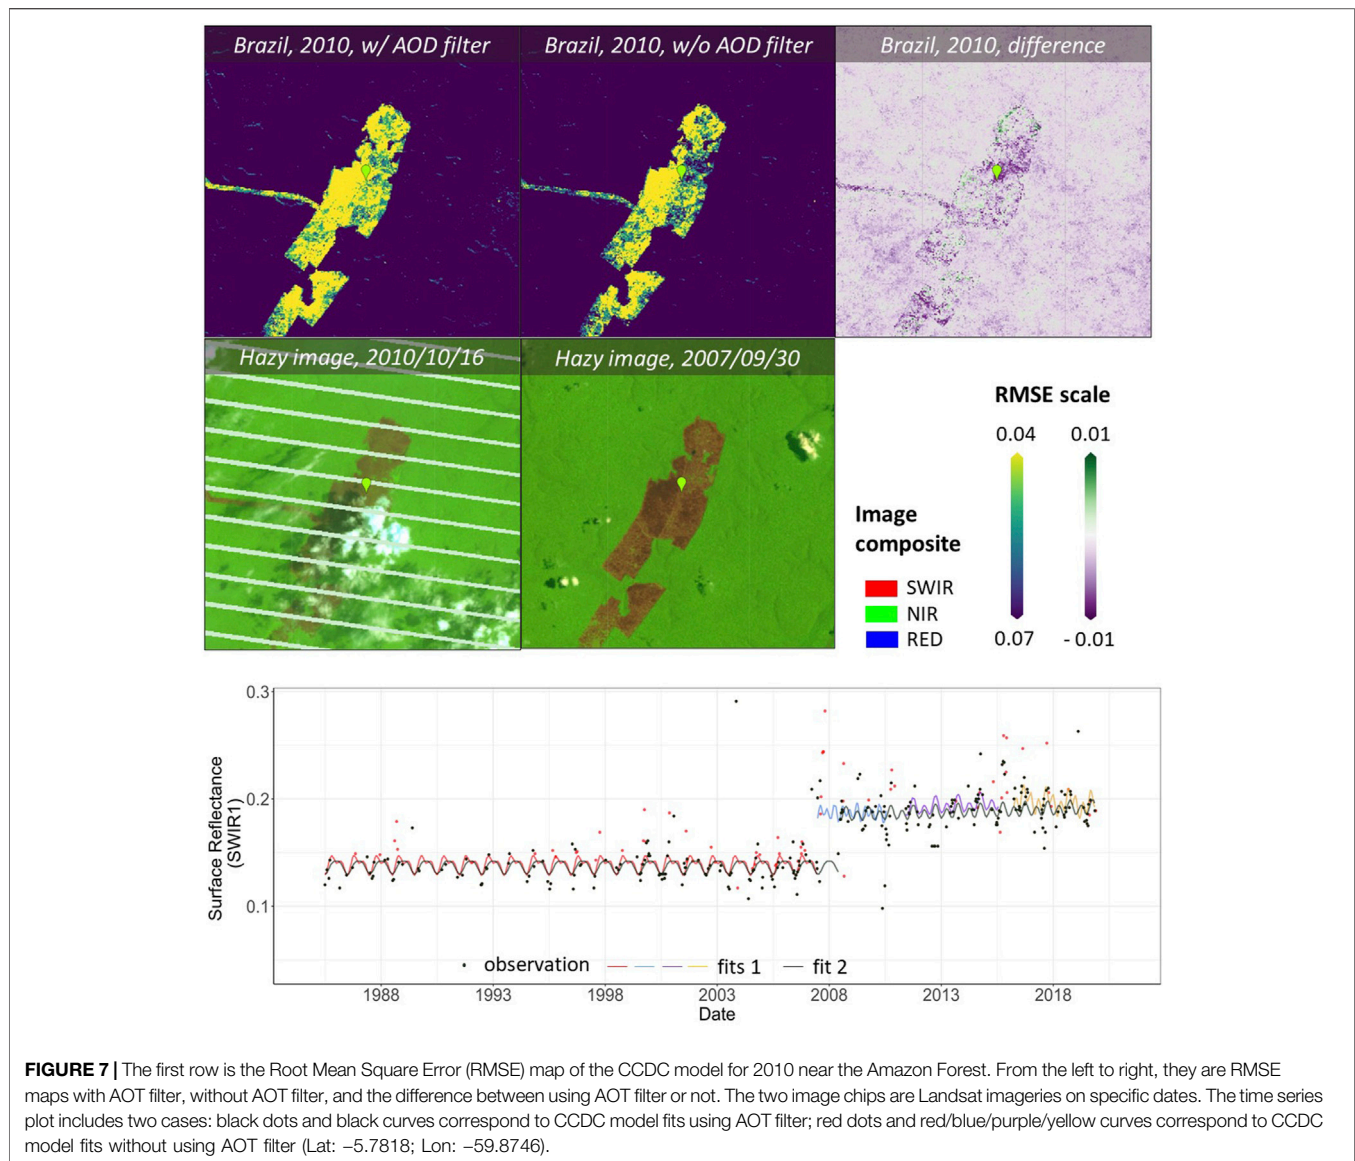 Brazil, 2010, w/ AOD filter
Brazil, 2010, w/o AOD filter
Brazil, 2010, difference
Hazy image, 2010/10/16
Hazy image, 2007/09/30
RMSE scale
0.04
0.01
0.07
- 0.01
Image
composite
SWIR
NIR
RED
Surface Reflectance
(SWIR1)
0.3
0.2
0.1
observation
fits 1
fit 2
1988
1993
1998
2003
2008
2013
2018
Date
FIGURE 7 | The first row is the Root Mean Square Error (RMSE) map of the CCDC model for 2010 near the Amazon Forest. From the left to right, they are RMSE
maps with AOT filter, without AOT filter, and the difference between using AOT filter or not. The two image chips are Landsat imageries on specific dates. The time series
plot includes two cases: black dots and black curves correspond to CCDC model fits using AOT filter; red dots and red/blue/purple/yellow curves correspond to CCDC
model fits without using AOT filter (Lat: −5.7818; Lon: −59.8746).